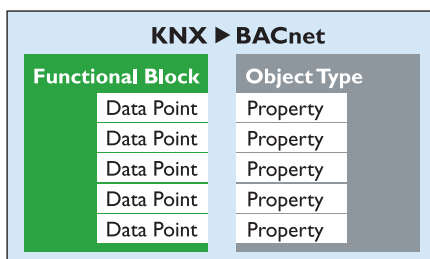 KNX ▶ BACnet
Functional Block Object Type
Data Point Property
Data Point Property
Data Point Property
Data Point Property
Data Point Property